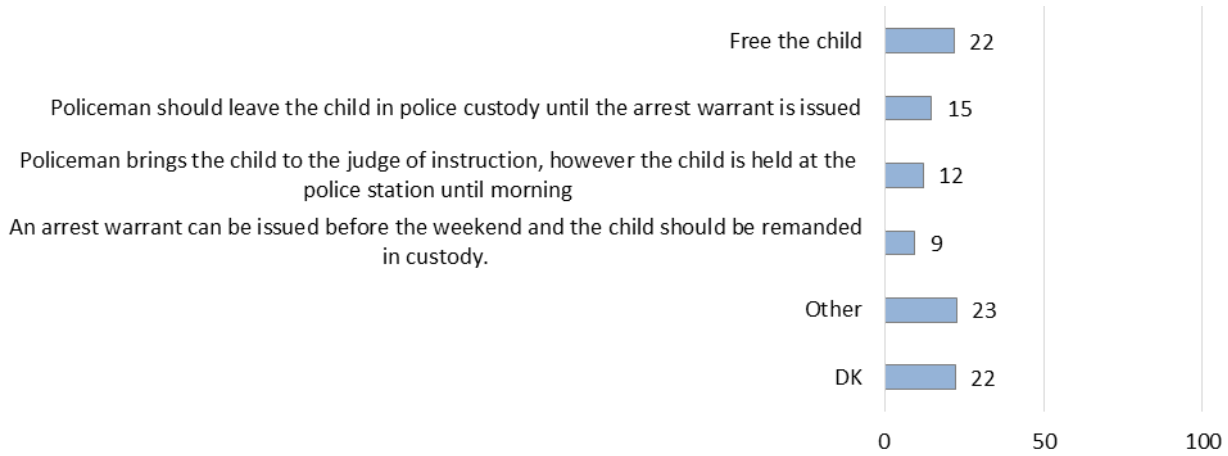 Free the child 22
Policeman should leave the child in police custody until the arrest warrant is issued 15
Policeman brings the child to the judge of instruction, however the child is held at the
police station until morning
12
An arrest warrant can be issued before the weekend and the child should be remanded
in custody.
9
Other 23
DK 22
0 50 100